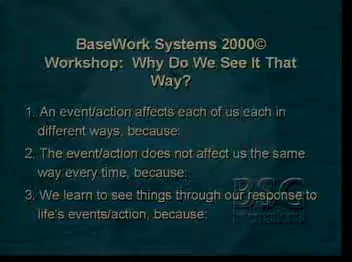 BaseWork Systems 2000©
Workshop: Why Do We See It That
Way?
1. An event/action affects each of us each in
different ways, because:
2. The event/action does not affect us the same
way every time, because:
3. We learn to see things through our response to
life's events/action, because:
BSG
International